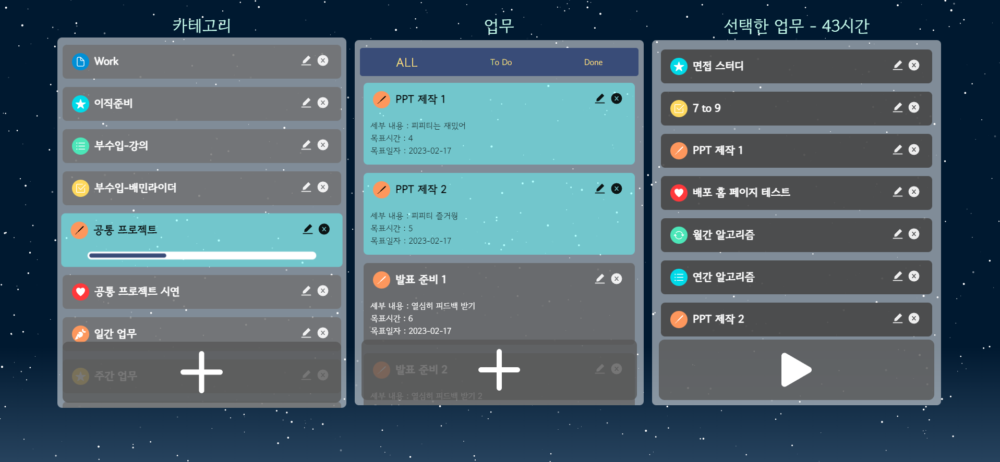 카테고리
Work
이직준비
부수입-강의
부수입-배민라이더
공통 프로젝트
공통 프로젝트 시연
일간 업무
주간 업무
업무
ALL
To Do
Done
PPT 제작 1
세부 내용 : 피피티는 재밌어
목표시간 : 4
목표일자 : 2023-02-17
PPT 제작 2
세부 내용 : 피피티 즐거웡
목표시간 : 5
목표일자 : 2023-02-17
발표 준비 1
세부 내용 : 열심히 피드백 받기
목표시간 : 6
목표일자 : 2023-02-17
발표 준비 2
세부 내용 : 열심히 피드백 받기 2
선택한 업무 - 43시간
면접 스터디
7 to 9
PPT 제작 1
배포 홈 페이지 테스트
월간 알고리즘
연간 알고리즘
PPT 제작 2